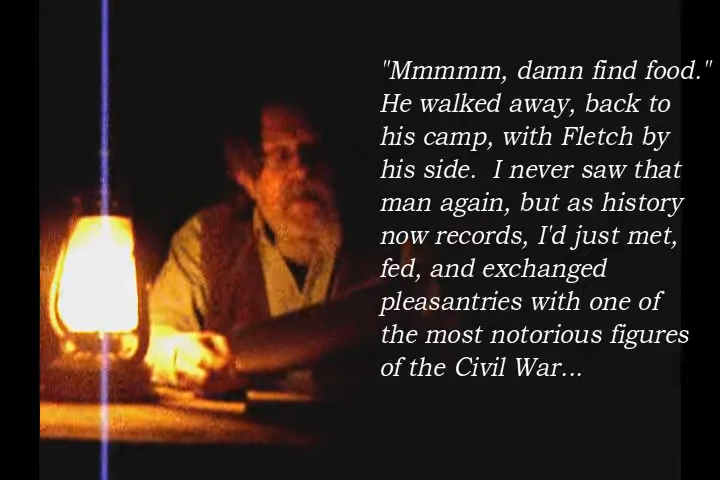 "Mmmmm, damn find food."
He walked away, back to
his camp, with Fletch by
his side.  I never saw that
man again, but as history
now records, I'd just met,
fed, and exchanged
pleasantries with one of
the most notorious figures
of the Civil War...